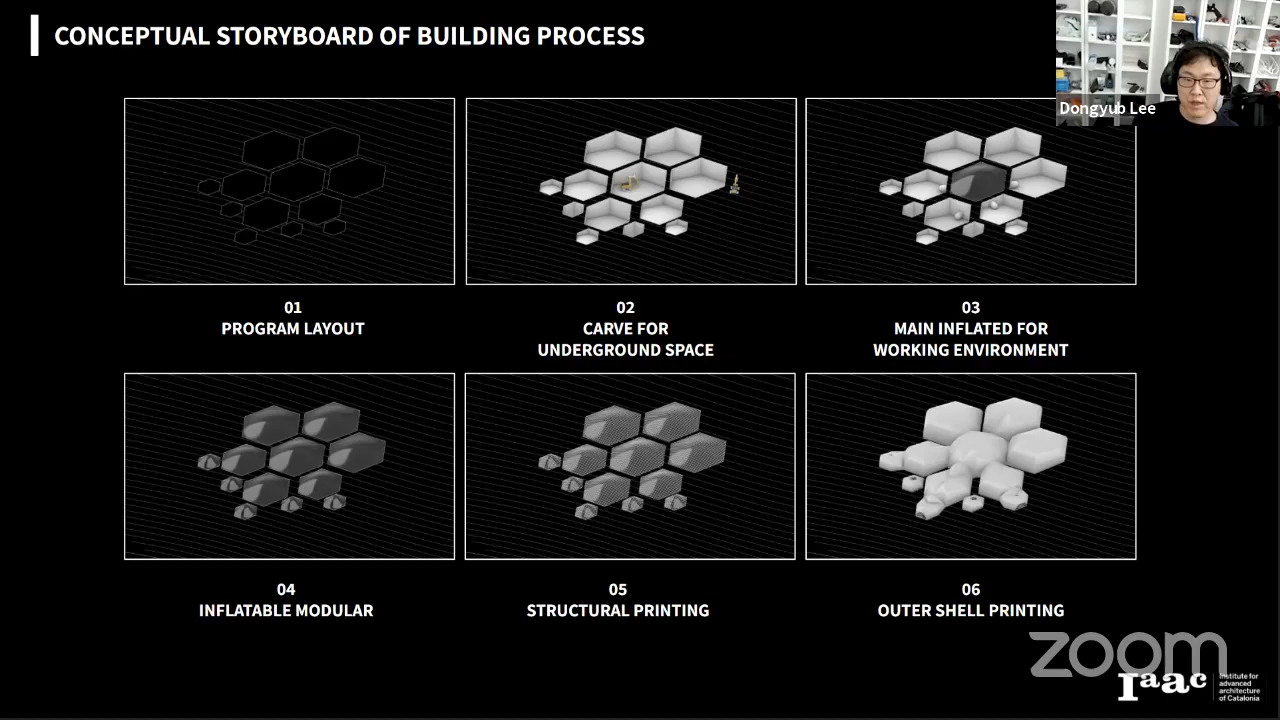 CONCEPTUAL STORYBOARD OF BUILDING PROCESS
Dongyub Lee
01
PROGRAM LAYOUT
02
CARVE FOR
UNDERGROUND SPACE
03
MAIN INFLATED FOR
WORKING ENVIRONMENT
04
INFLATABLE MODULAR
05
STRUCTURAL PRINTING
06
OUTER SHELL PRINTING
zoom
Iaac
Institute for
advanced
architecture
of Catalonia